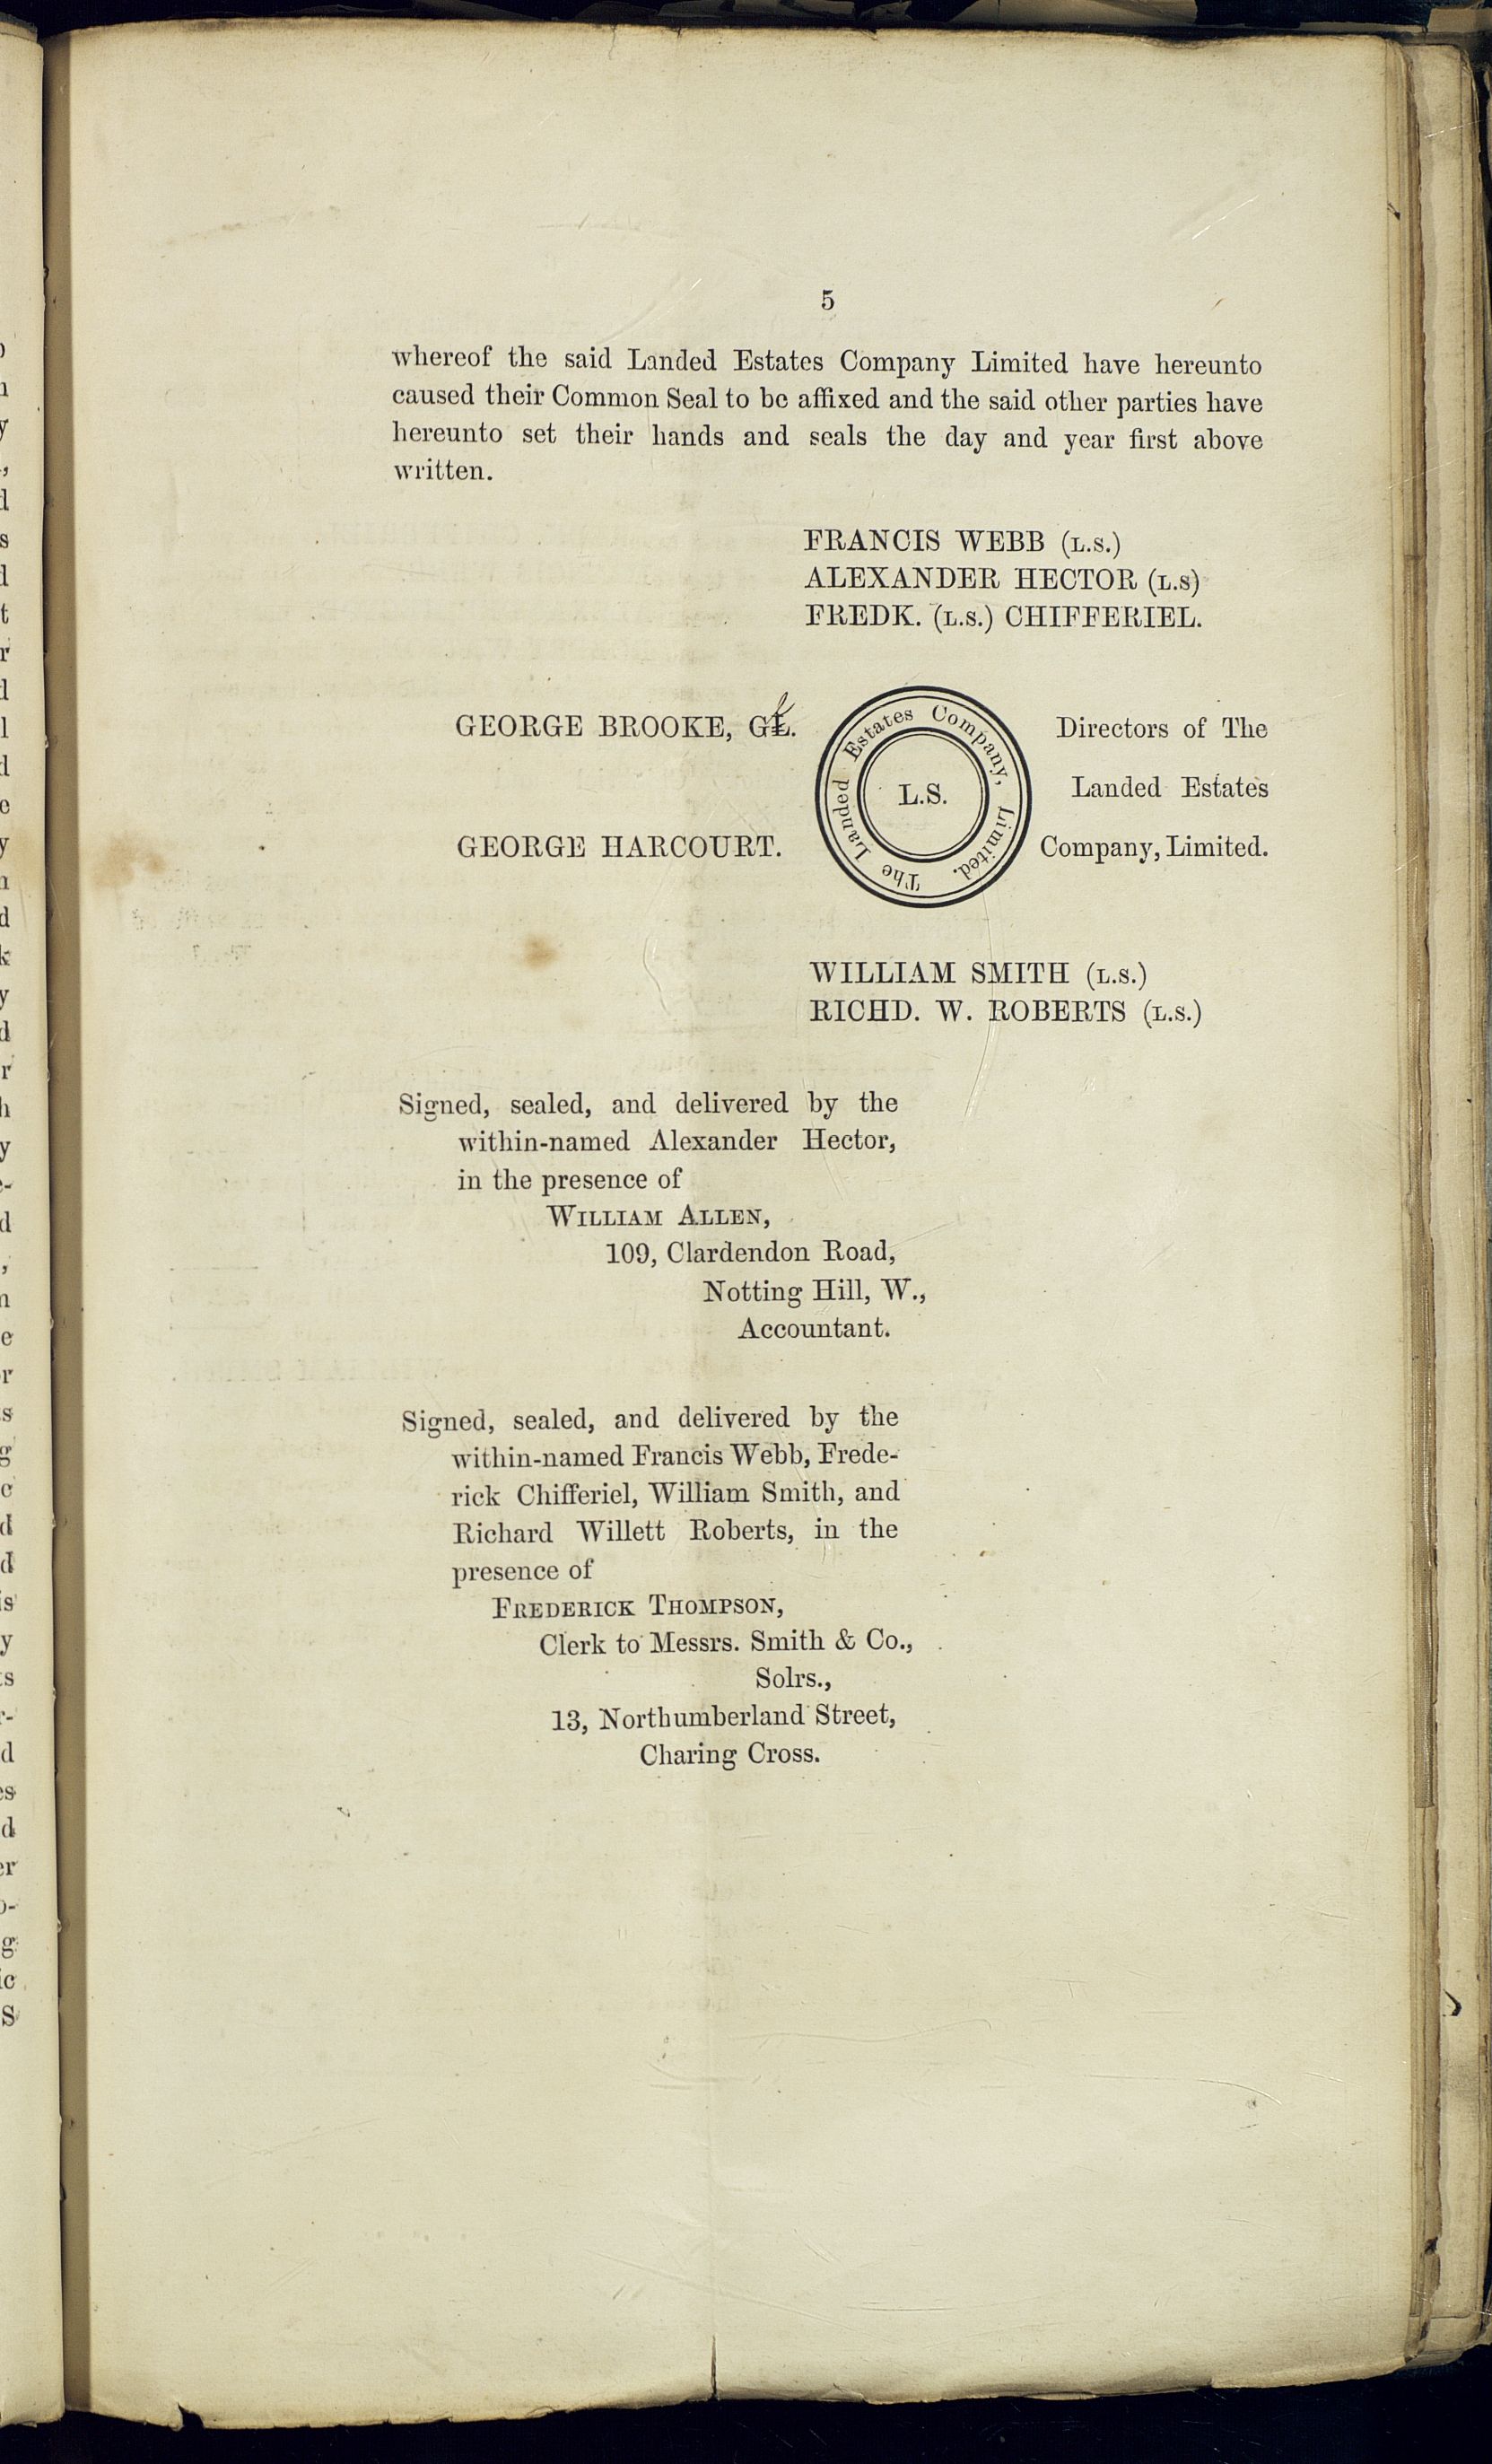 5
whereof the said Landed Estates Company Limited have hereunto
caused their Common Seal to be affixed and the said other parties have
hereunto set their hands and seals the day and year first above
written.
FRANCIS WEBB (L.S.)
ALEXANDER HECTOR (L.S)
FREDK. (L.S.) CHIFFERIEL.
GEORGE BROOKE,
Directors of The
Landed Estates
GEORGE HARCOURT.
Company, Limited.
The Landed Estates Company, Limited.
L.S.
WILLIAM SMITH (L.S.)
RICHD. W. ROBERTS (L.S.)
Signed, sealed, and delivered by the
within-named Alexander Hector,
in the presence of
WILLIAM ALLEN,
109, Clardendon Road,
Notting Hill, W.,
Accountant.
Signed, sealed, and delivered by the
within-named Francis Webb, Frede-
rick Chifferiel, William Smith, and
Richard Willett Roberts, in the
presence of
FREDERICK THOMPSON,
Clerk to Messrs. Smith & Co.,
Solrs.,
13, Northumberland Street,
Charing Cross.